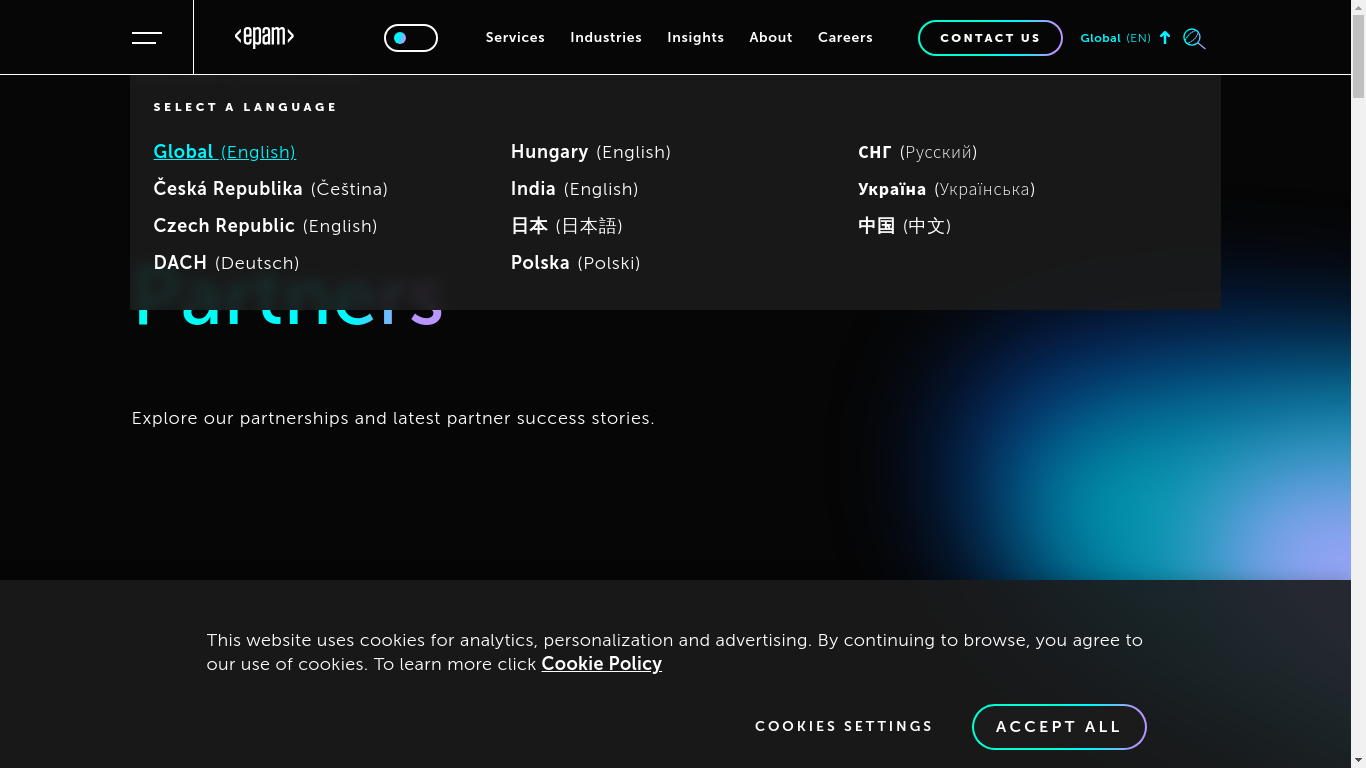 <epam>
Services Industries Insights About Careers CONTACT US Global (EN)
SELECT A LANGUAGE
Global (English)
Česká Republika (Čeština)
Czech Republic (English)
DACH (Deutsch)
Hungary (English)
India (English)
日本 (日本語)
Polska (Polski)
СНГ (Русский)
Україна (Українська)
中国 (中文)
Partners
Explore our partnerships and latest partner success stories.
This website uses cookies for analytics, personalization and advertising. By continuing to browse, you agree to
our use of cookies. To learn more click Cookie Policy
COOKIES SETTINGS ACCEPT ALL